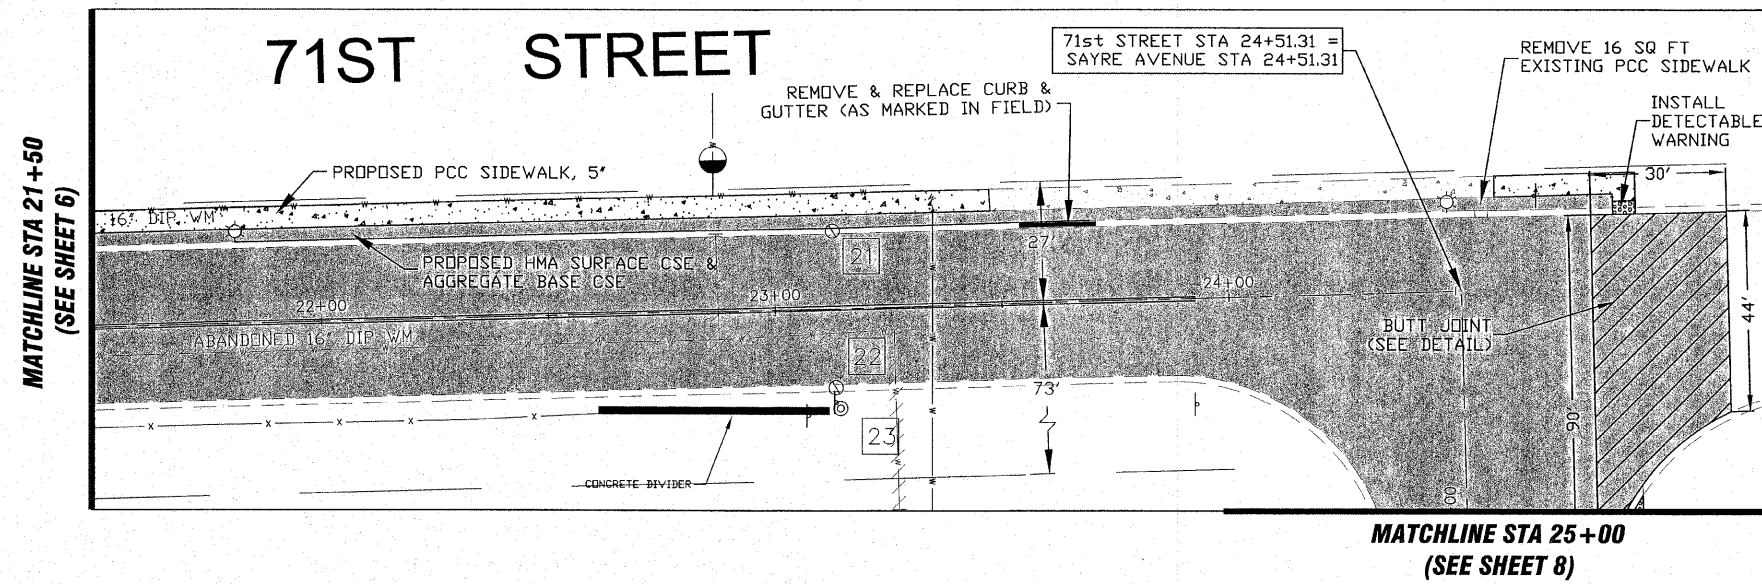 71ST STREET
71st STREET STA 24+51.31 =
SAYRE AVENUE STA 24+51.31
REMOVE 16 SQ FT
EXISTING PCC SIDEWALK
REMOVE & REPLACE CURB &
GUTTER (AS MARKED IN FIELD)
INSTALL
DETECTABLE
WARNING
MATCHLINE STA 21+50
(SEE SHEET 6)
PROPOSED PCC SIDEWALK, 5"
30'
16" DIP WM
27'
21
PROPOSED HMA SURFACE CSE &
AGGREGATE BASE CSE
22+00
23+00
24+00
44'
BUTT JOINT
(SEE DETAIL)
ABANDONED 16" DIP WM
22
73'
90'
23
CONCRETE DIVIDER
00
MATCHLINE STA 25+00
(SEE SHEET 8)